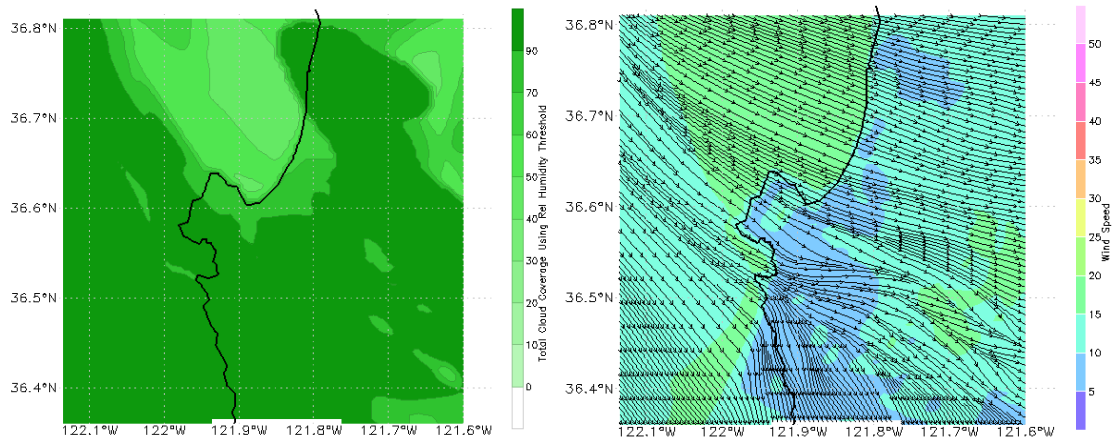 36.8°N
36.7°N
36.6°N
36.5°N
36.4°N
122.1°W 122°W 121.9°W 121.8°W 121.7°W 121.6°W
90
70
60
50
40
30
20
10
0
Total Cloud Coverage Using Rel Humidity Threshold
36.8°N
36.7°N
36.6°N
36.5°N
36.4°N
122.1°W 122°W 121.9°W 121.8°W 121.7°W 121.6°W
50
45
40
35
30
25
20
15
10
5
Wind Speed